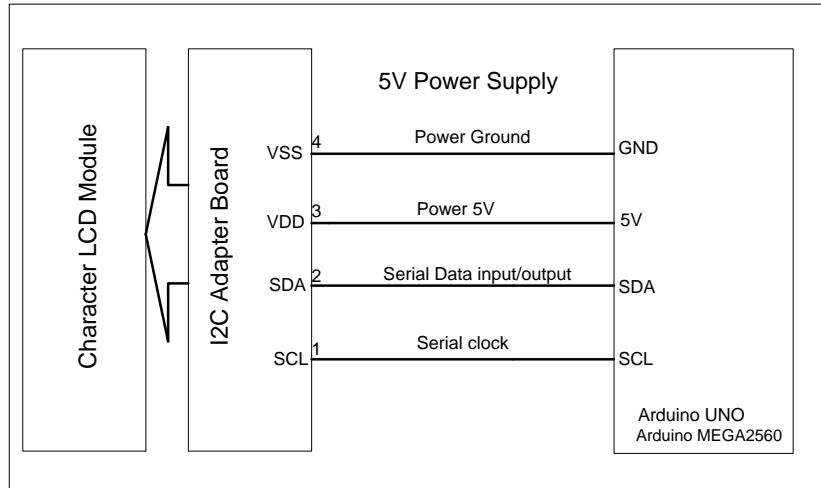 Character LCD Module
I2C Adapter Board
5V Power Supply
VSS 4 Power Ground GND
VDD 3 Power 5V 5V
SDA 2 Serial Data input/output SDA
SCL 1 Serial clock SCL
Arduino UNO
Arduino MEGA2560